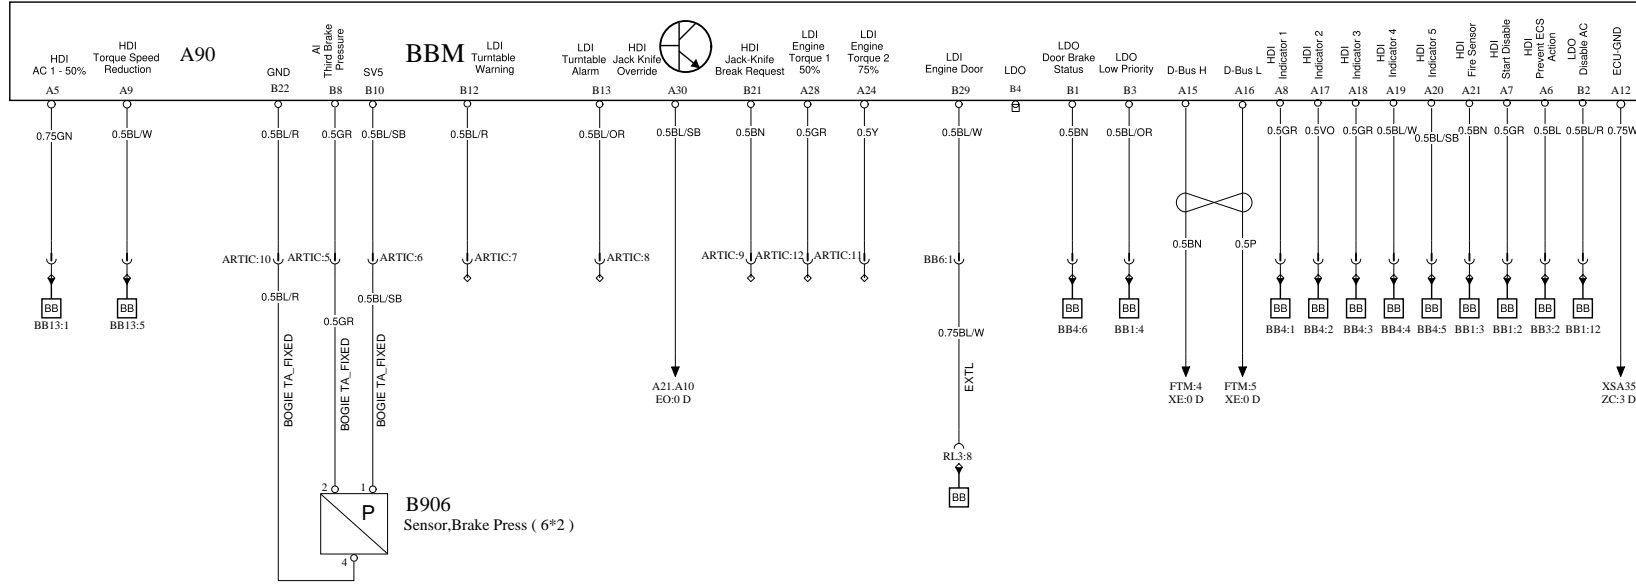 HDI
AC 1 - 50%
A5
HDI
Torque Speed
Reduction
A9
A90
GND
B22
AI
Third Brake
Pressure
B8
SV5
B10
BBM
LDI
Turntable
Warning
B12
LDI
Turntable
Alarm
B13
HDI
Jack Knife
Override
A30
HDI
Jack-Knife
Break Request
B21
LDI
Engine
Torque 1
50%
A28
LDI
Engine
Torque 2
75%
A24
LDI
Engine Door
B29
LDO
B4
LDO
Door Brake
Status
B1
LDO
Low Priority
B3
D-Bus H
A15
D-Bus L
A16
HDI
Indicator 1
A8
HDI
Indicator 2
A17
HDI
Indicator 3
A18
HDI
Indicator 4
A19
HDI
Indicator 5
A20
HDI
Fire Sensor
A21
HDI
Start Disable
A7
HDI
Prevent ECS
Action
A6
LDO
Disable AC
B2
ECU-GND
A12
0.75GN
0.5BL/W
0.5BL/R
0.5GR
0.5BL/SB
0.5BL/R
0.5BL/OR
0.5BL/SB
0.5BN
0.5GR
0.5Y
0.5BL/W
0.5BN
0.5BL/OR
0.5GR
0.5VO
0.5GR
0.5BL/W
0.5BL/SB
0.5BN
0.5GR
0.5BL
0.5BL/R
0.75W
0.5BN
0.5P
ARTIC:10
ARTIC:5
ARTIC:6
ARTIC:7
ARTIC:8
ARTIC:9
ARTIC:12
ARTIC:11
BB6:1
0.5BL/R
0.5GR
0.5BL/SB
0.75BL/W
BB
BB13:1
BB
BB13:5
BB
BB4:6
BB
BB1:4
BB
BB4:1
BB
BB4:2
BB
BB4:3
BB
BB4:4
BB
BB4:5
BB
BB1:3
BB
BB1:2
BB
BB3:2
BB
BB1:12
BOGIE TA_FIXED
BOGIE TA_FIXED
BOGIE TA_FIXED
EXTL
A21.A10
EO:0 D
FTM:4
XE:0 D
FTM:5
XE:0 D
XSA35
ZC:3 D
RL3:8
BB
2
1
P
4
B906
Sensor,Brake Press ( 6*2 )